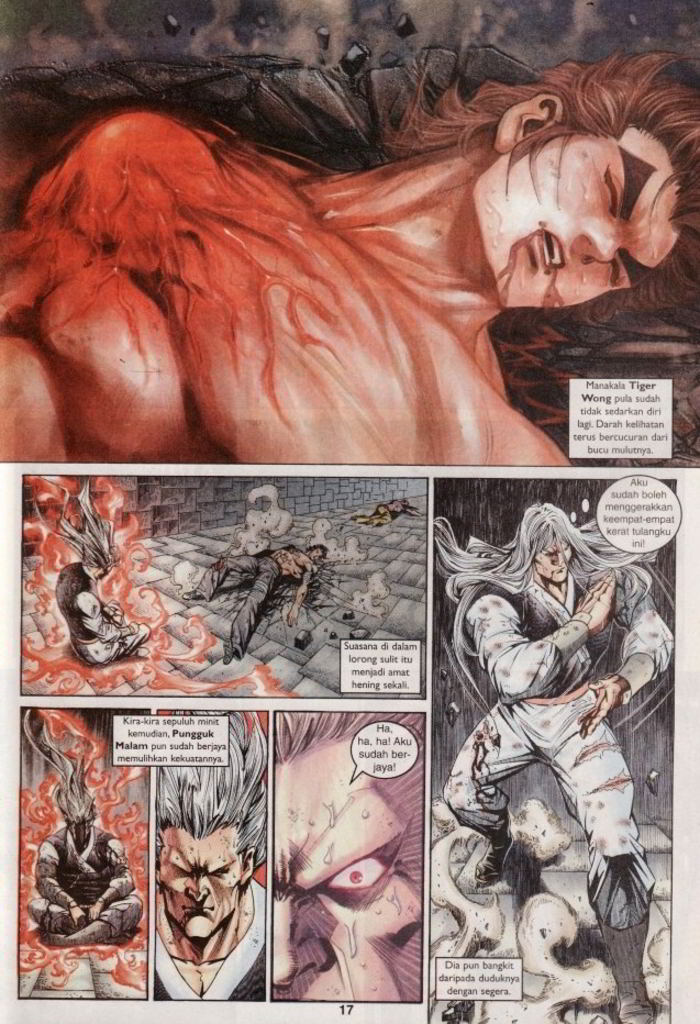 Manakala Tiger
Wong pula sudah
tidak sedarkan diri
lagi. Darah kelihatan
terus bercucuran dari
bucu mulutnya.
Suasana di dalam
lorong sulit itu
menjadi amat
hening sekali.
Kira-kira sepuluh minit
kemudian, Pungguk
Malam pun sudah berjaya
memulihkan kekuatannya.
Ha,
ha, ha! Aku
sudah ber-
jaya!
Aku
sudah boleh
menggerakkan
keempat-empat
kerat tulangku
ini!
Dia pun bangkit
daripada duduknya
dengan segera.
17